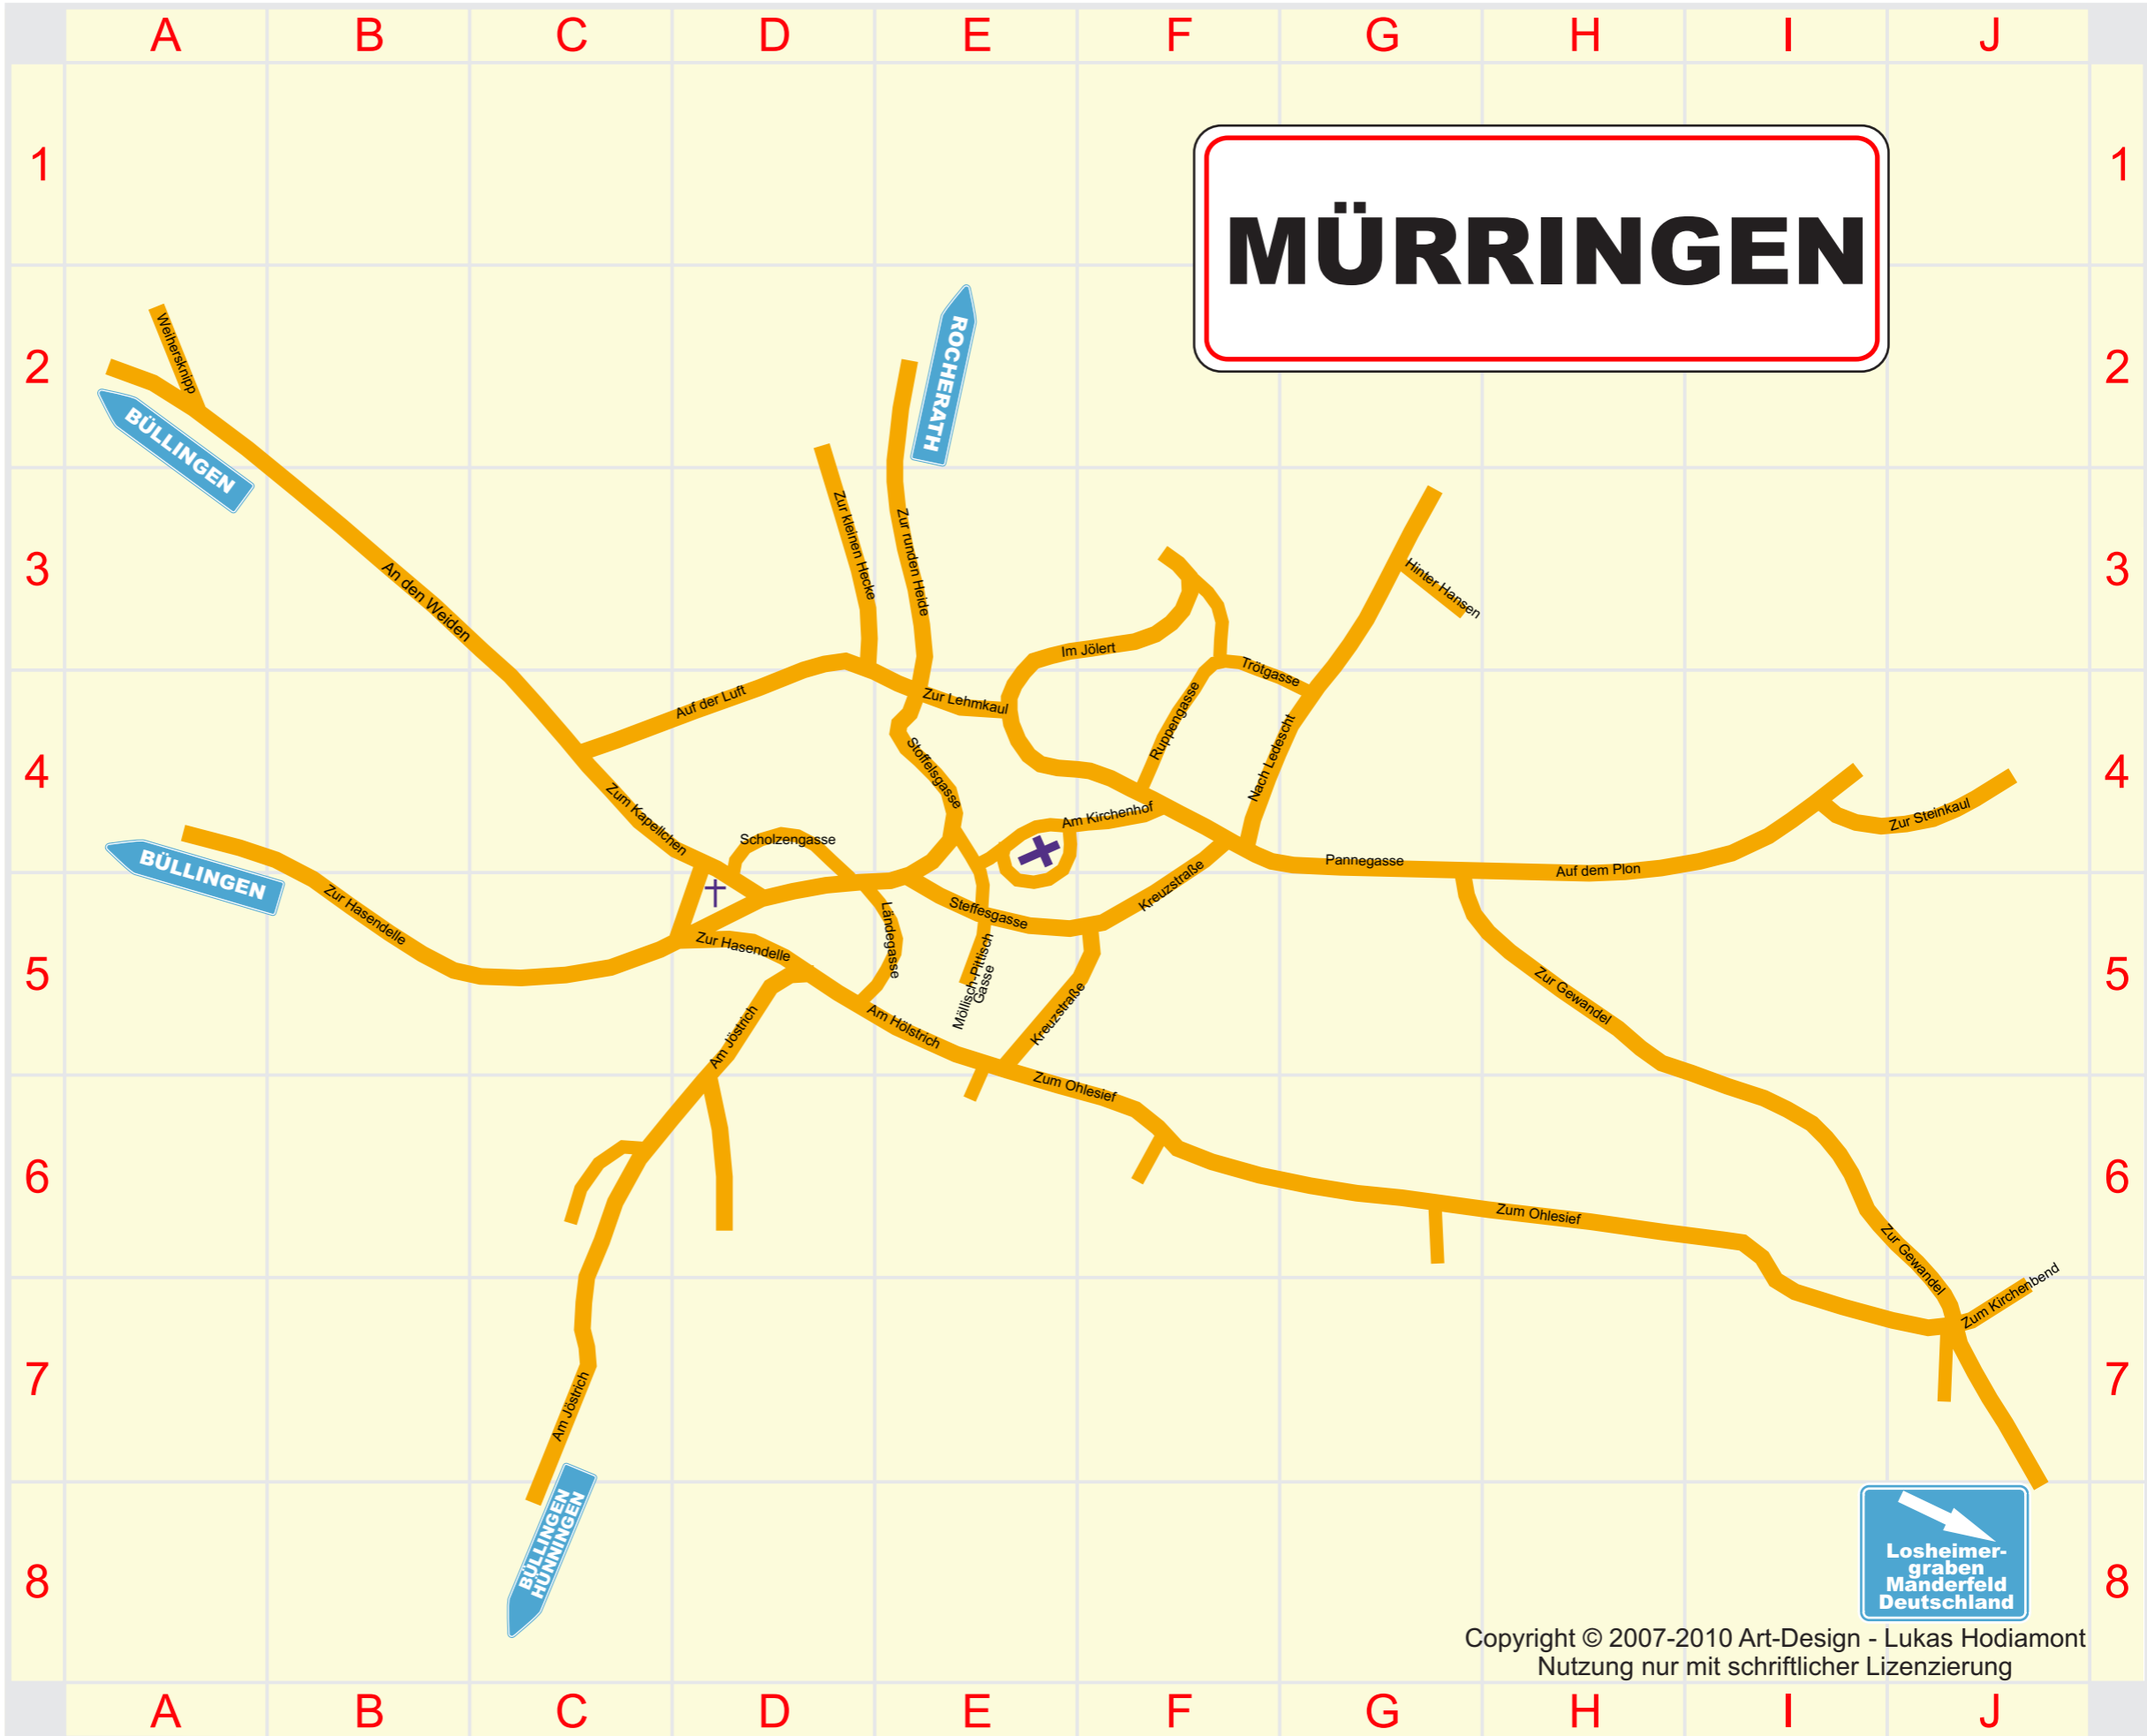 A B C D E F G H I J
1 1
MÜRRINGEN
2 2
Weihersknipp
ROCHERATH
BÜLLINGEN
3 3
Zur kleinen Hecke
Zur runden Heide
An den Weiden
Hinter Hansen
Im Jölert
Trötgasse
Auf der Luft
Zur Lehmkaul
Ruppengasse
Nach Ledescht
4 4
Stoffelsgasse
Zum Kapellchen
Am Kirchenhof
Zur Steinkaul
Scholzengasse
Pannegasse
Auf dem Plon
BÜLLINGEN
Zur Hasendelle
Kreuzstraße
Steffesgasse
Ländegasse
Zur Hasendelle
5 5
Möllisch-Pittisch
Gasse
Zur Gewandel
Kreuzstraße
Am Hölstrich
Am Jöstrich
Zum Ohlesief
6 6
Zum Ohlesief
Zur Gewandel
Zum Kirchenbend
7 7
Am Jöstrich
BÜLLINGEN
HÜNNINGEN
8 8
Losheimer-
graben
Manderfeld
Deutschland
Copyright © 2007-2010 Art-Design - Lukas Hodiamont
Nutzung nur mit schriftlicher Lizenzierung
A B C D E F G H I J